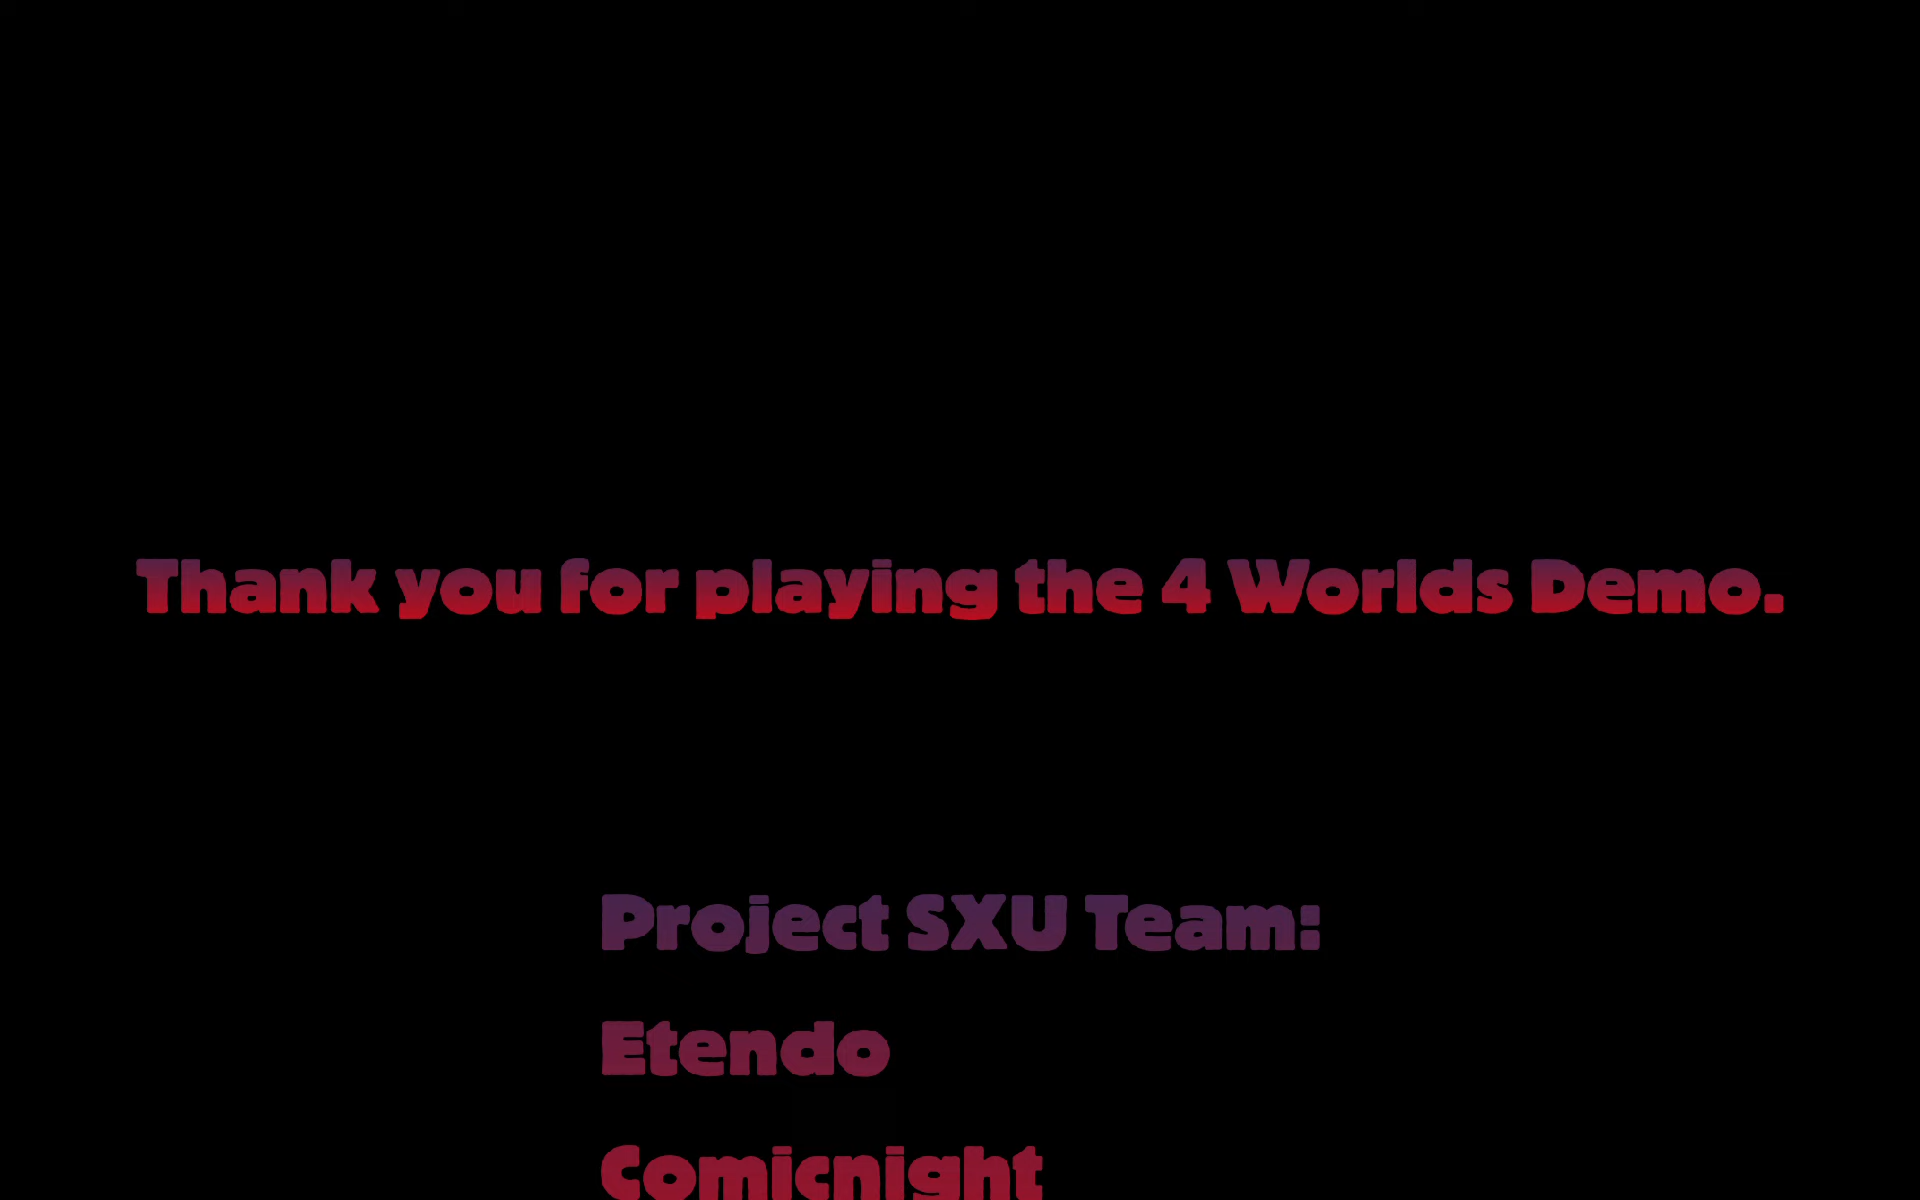 Thank you for playing the 4 Worlds Demo.
Project SXU Team:
Etendo
Comicnight